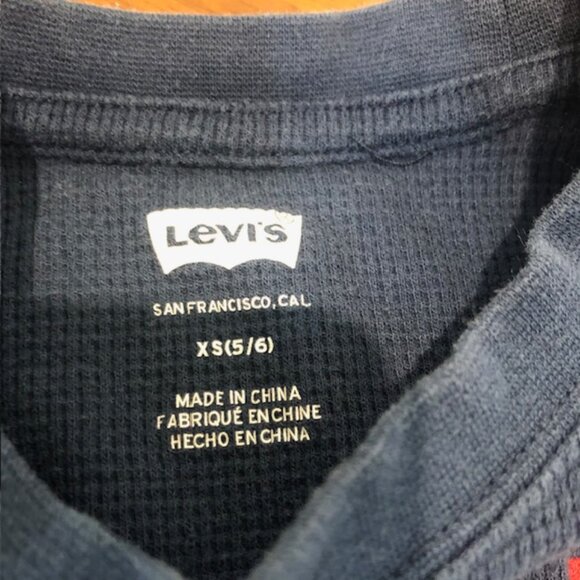 Levi's
SAN FRANCISCO, CAL
XS(5/6)
MADE IN CHINA
FABRIQUÉ EN CHINE
HECHO EN CHINA